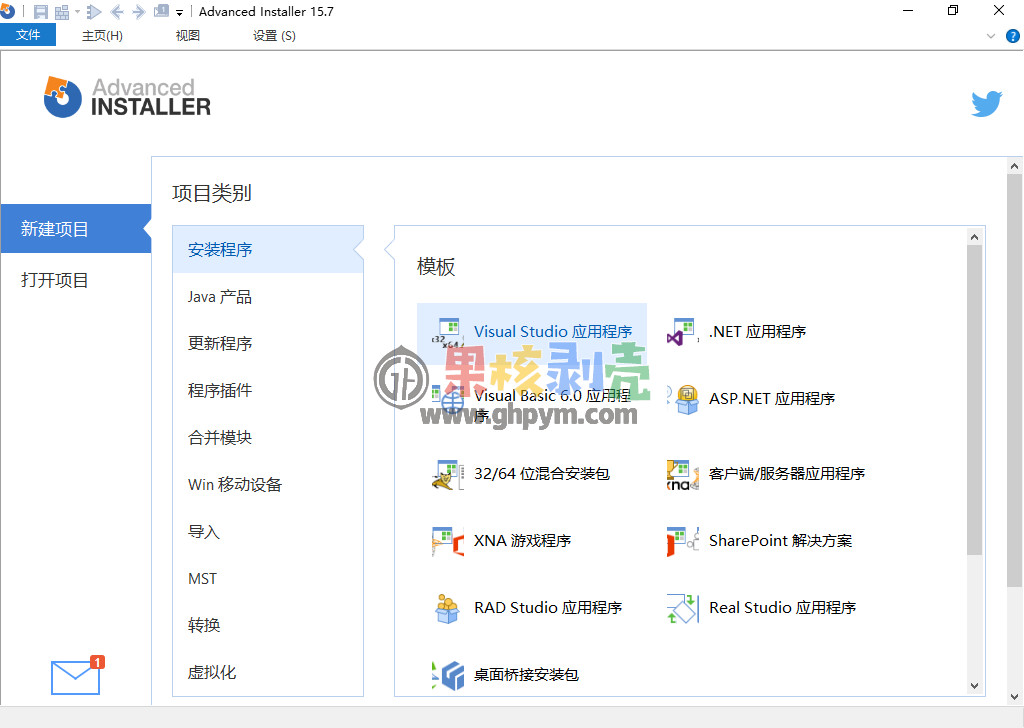 Advanced Installer 15.7
文件
主页(H)
视图
设置 (S)
?
Advanced
INSTALLER
项目类别
新建项目
打开项目
安装程序
Java 产品
更新程序
程序插件
合并模块
Win 移动设备
导入
MST
转换
虚拟化
1
模板
Visual Studio 应用程序
.NET 应用程序
Visual Basic 6.0 应用程
序
ASP.NET 应用程序
32/64 位混合安装包
客户端/服务器应用程序
XNA 游戏程序
SharePoint 解决方案
RAD Studio 应用程序
Real Studio 应用程序
桌面桥接安装包
果核剥壳
www.ghpym.com